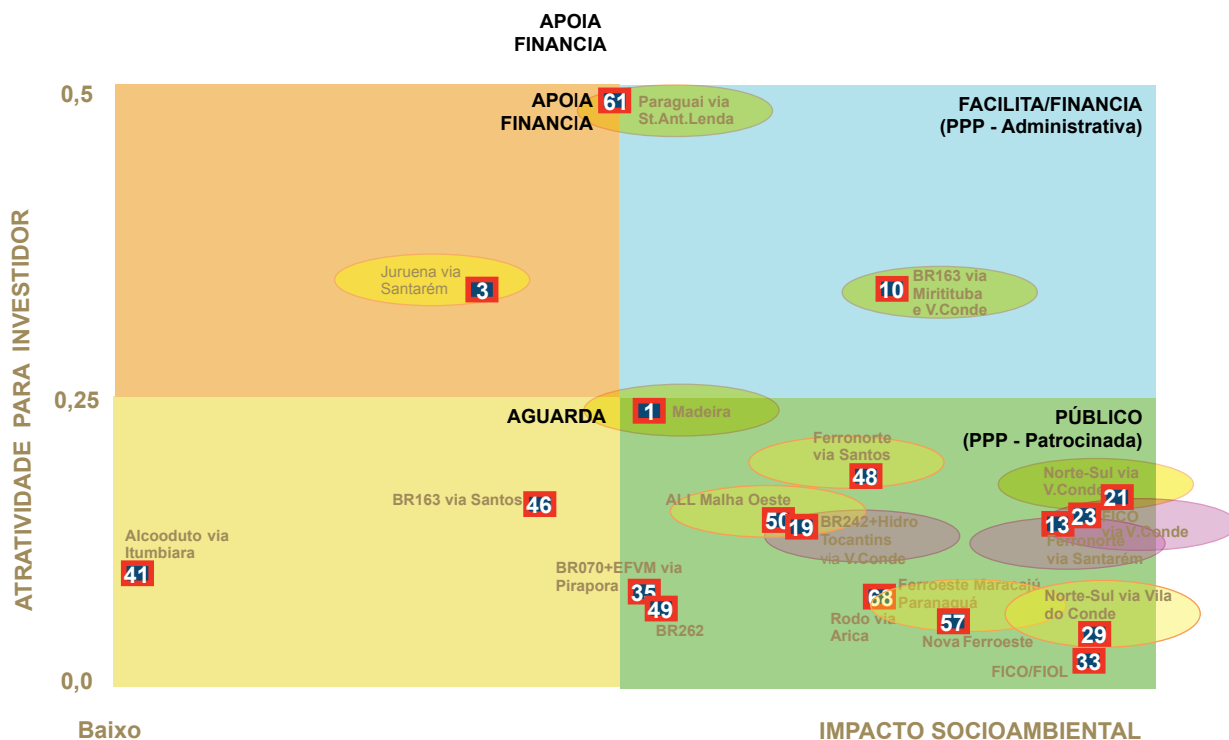 APOIA
FINANCIA
0,5
APOIA
FINANCIA
61
Paraguai via
St.Ant.Lenda
FACILITA/FINANCIA
(PPP - Administrativa)
Juruena via
Santarém
3
10
BR163 via
Miritituba
e V.Conde
ATRATIVIDADE PARA INVESTIDOR
0,25
AGUARDA
1
Madeira
PÚBLICO
(PPP - Patrocinada)
Ferronorte
via Santos
48
Norte-Sul via
V.Conde
21
BR163 via Santos
46
ALL Malha Oeste
50
19
BR242+Hidro
Tocantins
via V.Conde
13
23
FICO
via V.Conde
Ferronorte
via Santarém
Alcooduto via
Itumbiara
41
BR070+EFVM via
Pirapora
35
49
BR262
68
Rodo via
Arica
Ferroeste Maracajú
Paranaguá
57
Nova Ferroeste
Norte-Sul via Vila
do Conde
29
33
FICO/FIOL
0,0
Baixo
IMPACTO SOCIOAMBIENTAL